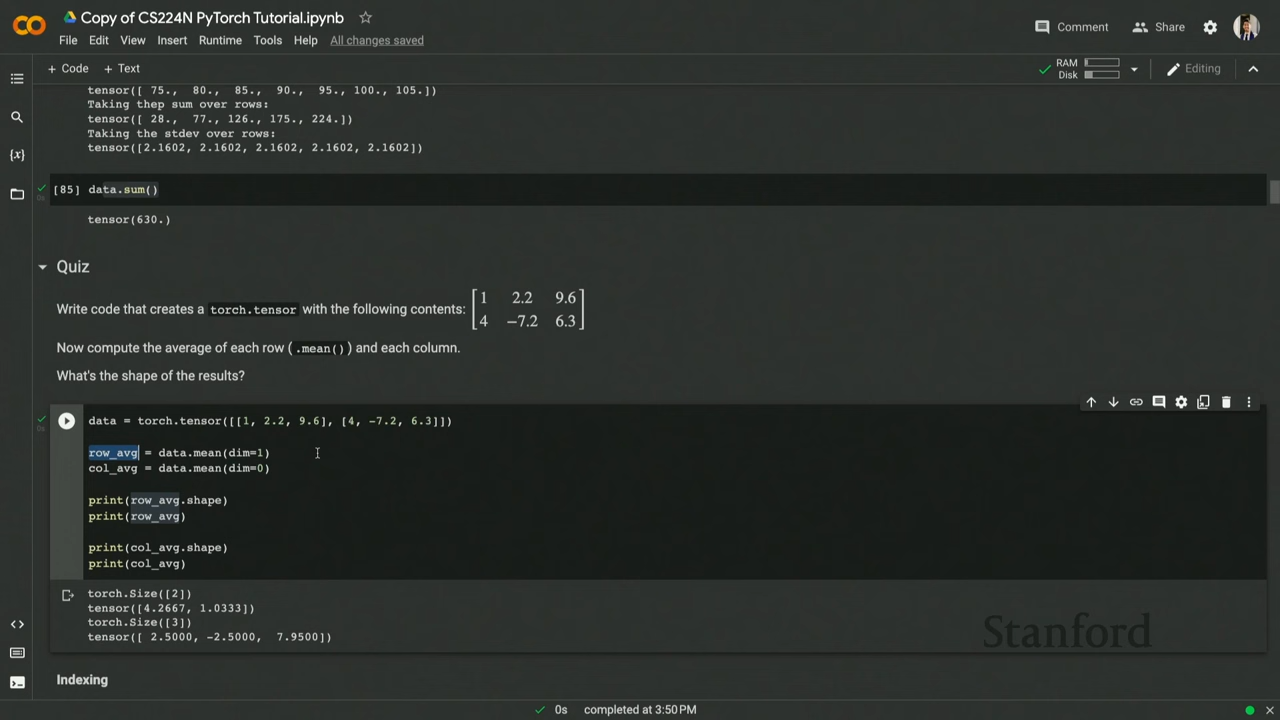 Copy of CS224N PyTorch Tutorial.ipynb
File Edit View Insert Runtime Tools Help All changes saved
Comment Share
+ Code + Text
RAM
Disk
Editing
tensor([ 75., 80., 85., 90., 95., 100., 105.])
Taking thep sum over rows:
tensor([ 28., 77., 126., 175., 224.])
Taking the stdev over rows:
tensor([2.1602, 2.1602, 2.1602, 2.1602, 2.1602])
[85] data.sum()
0s
tensor(630.)
Quiz
Write code that creates a torch.tensor with the following contents: [1 2.2 9.6
4 −7.2 6.3]
Now compute the average of each row (.mean()) and each column.
What's the shape of the results?
data = torch.tensor([[1, 2.2, 9.6], [4, -7.2, 6.3]])
0s
row_avg = data.mean(dim=1)
col_avg = data.mean(dim=0)
print(row_avg.shape)
print(row_avg)
print(col_avg.shape)
print(col_avg)
torch.Size([2])
tensor([4.2667, 1.0333])
torch.Size([3])
tensor([ 2.5000, -2.5000, 7.9500])
Stanford
Indexing
0s completed at 3:50 PM